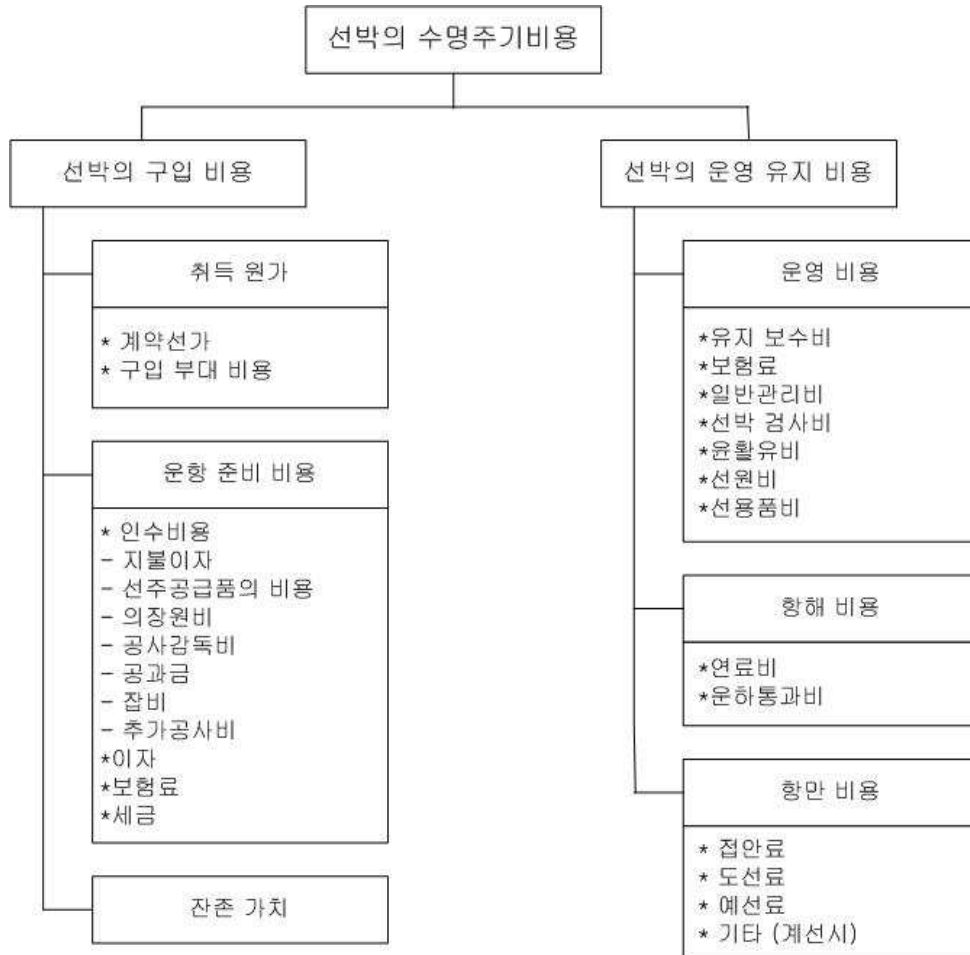 선박의 수명주기비용
선박의 구입 비용
취득 원가
* 계약선가
* 구입 부대 비용
운항 준비 비용
* 인수비용
- 지불이자
- 선주공급품의 비용
- 의장원비
- 공사감독비
- 공과금
- 잡비
- 추가공사비
*이자
*보험료
*세금
잔존 가치
선박의 운영 유지 비용
운영 비용
*유지 보수비
*보험료
*일반관리비
*선박 검사비
*윤활유비
*선원비
*선용품비
항해 비용
*연료비
*운하통과비
항만 비용
* 접안료
* 도선료
* 예선료
* 기타 (계선시)